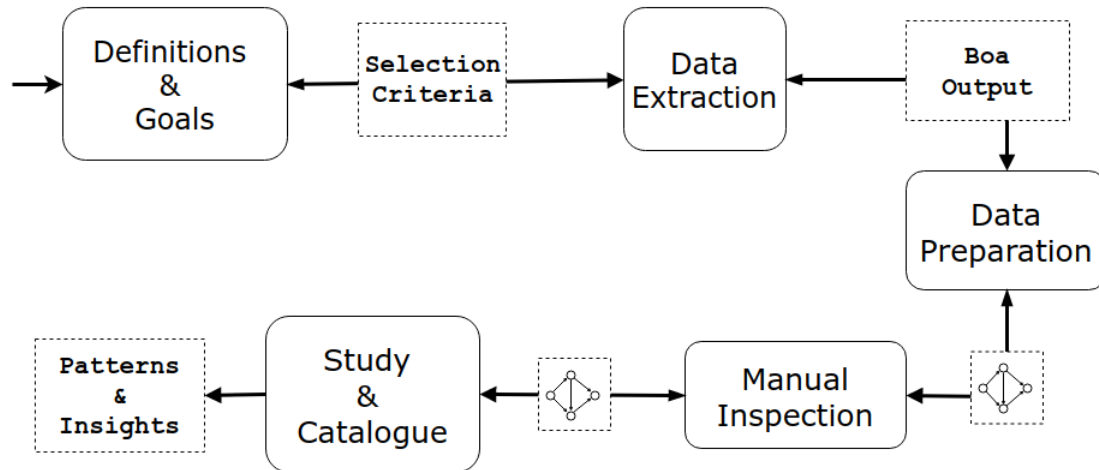 Definitions
&
Goals
Selection
Criteria
Data
Extraction
Boa
Output
Data
Preparation
Patterns
&
Insights
Study
&
Catalogue
Manual
Inspection